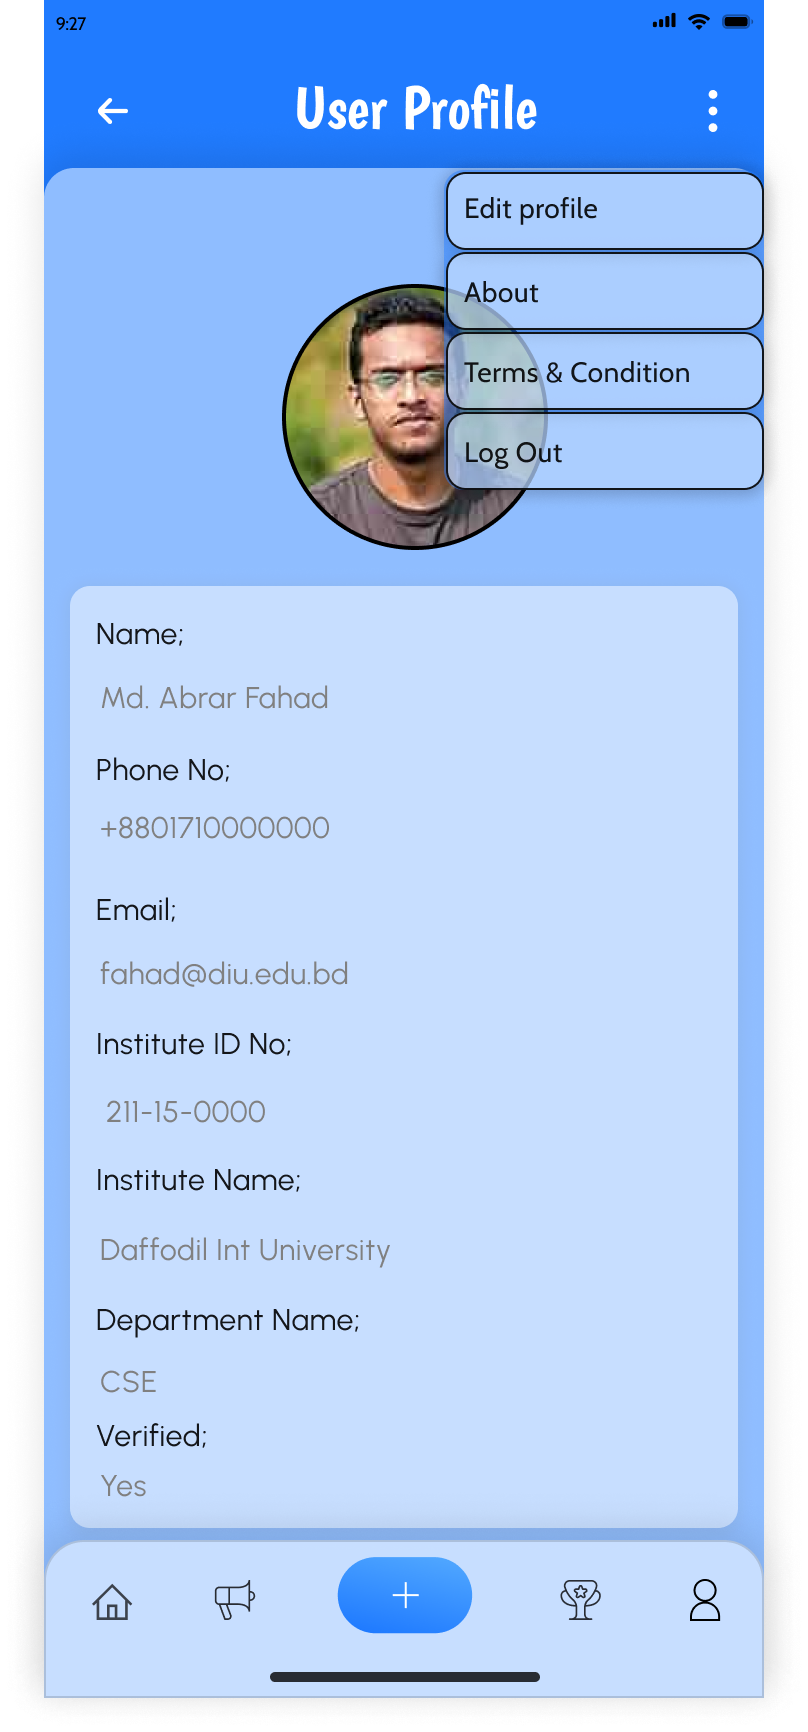 9:27
User Profile
Edit profile
About
Terms & Condition
Log Out
Name;
Md. Abrar Fahad
Phone No;
+8801710000000
Email;
fahad@diu.edu.bd
Institute ID No;
211-15-0000
Institute Name;
Daffodil Int University
Department Name;
CSE
Verified;
Yes